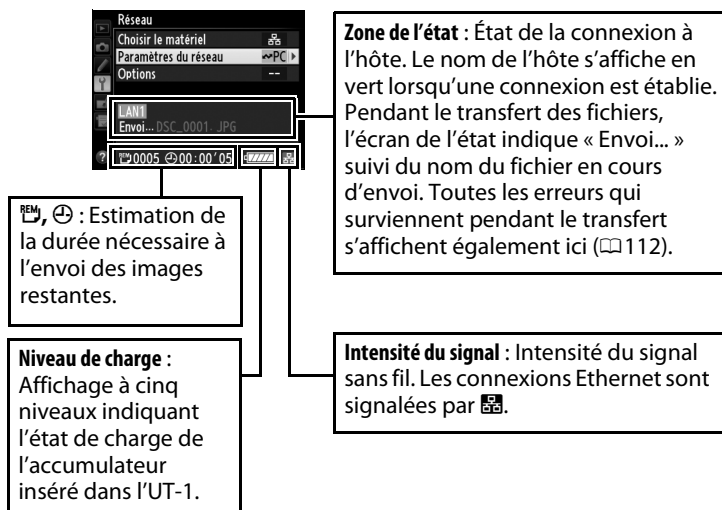 Réseau
Choisir le matériel
Paramètres du réseau PC
Options --
LAN1
Envoi... DSC_0001. JPG
? REM 0005 00:00'05
Zone de l'état : État de la connexion à
l'hôte. Le nom de l'hôte s'affiche en
vert lorsqu'une connexion est établie.
Pendant le transfert des fichiers,
l'écran de l'état indique « Envoi... »
suivi du nom du fichier en cours
d'envoi. Toutes les erreurs qui
surviennent pendant le transfert
s'affichent également ici (112).
REM, : Estimation de
la durée nécessaire à
l'envoi des images
restantes.
Niveau de charge :
Affichage à cinq
niveaux indiquant
l'état de charge de
l'accumulateur
inséré dans l'UT-1.
Intensité du signal : Intensité du signal
sans fil. Les connexions Ethernet sont
signalées par .